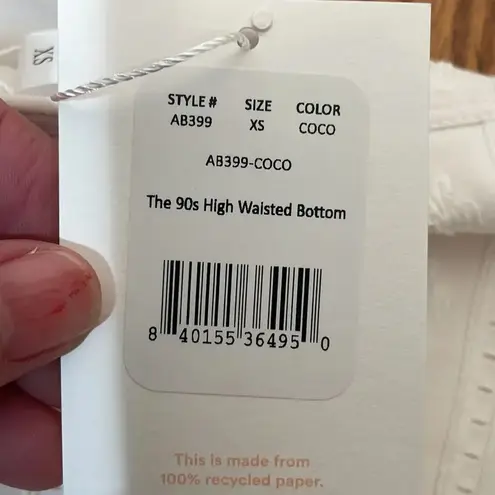 XS
STYLE # SIZE COLOR
AB399 XS COCO
AB399-COCO
The 90s High Waisted Bottom
8 40155 36495 0
This is made from
100% recycled paper.